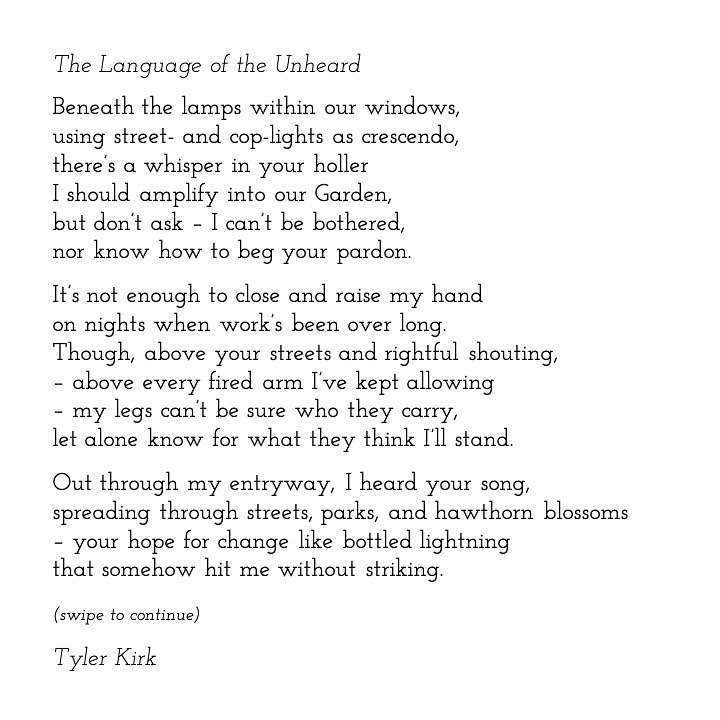 The Language of the Unheard
Beneath the lamps within our windows,
using street- and cop-lights as crescendo,
there's a whisper in your holler
I should amplify into our Garden,
but don't ask – I can't be bothered,
nor know how to beg your pardon.
It's not enough to close and raise my hand
on nights when work's been over long.
Though, above your streets and rightful shouting,
– above every fired arm I've kept allowing
– my legs can't be sure who they carry,
let alone know for what they think I'll stand.
Out through my entryway, I heard your song,
spreading through streets, parks, and hawthorn blossoms
– your hope for change like bottled lightning
that somehow hit me without striking.
(swipe to continue)
Tyler Kirk